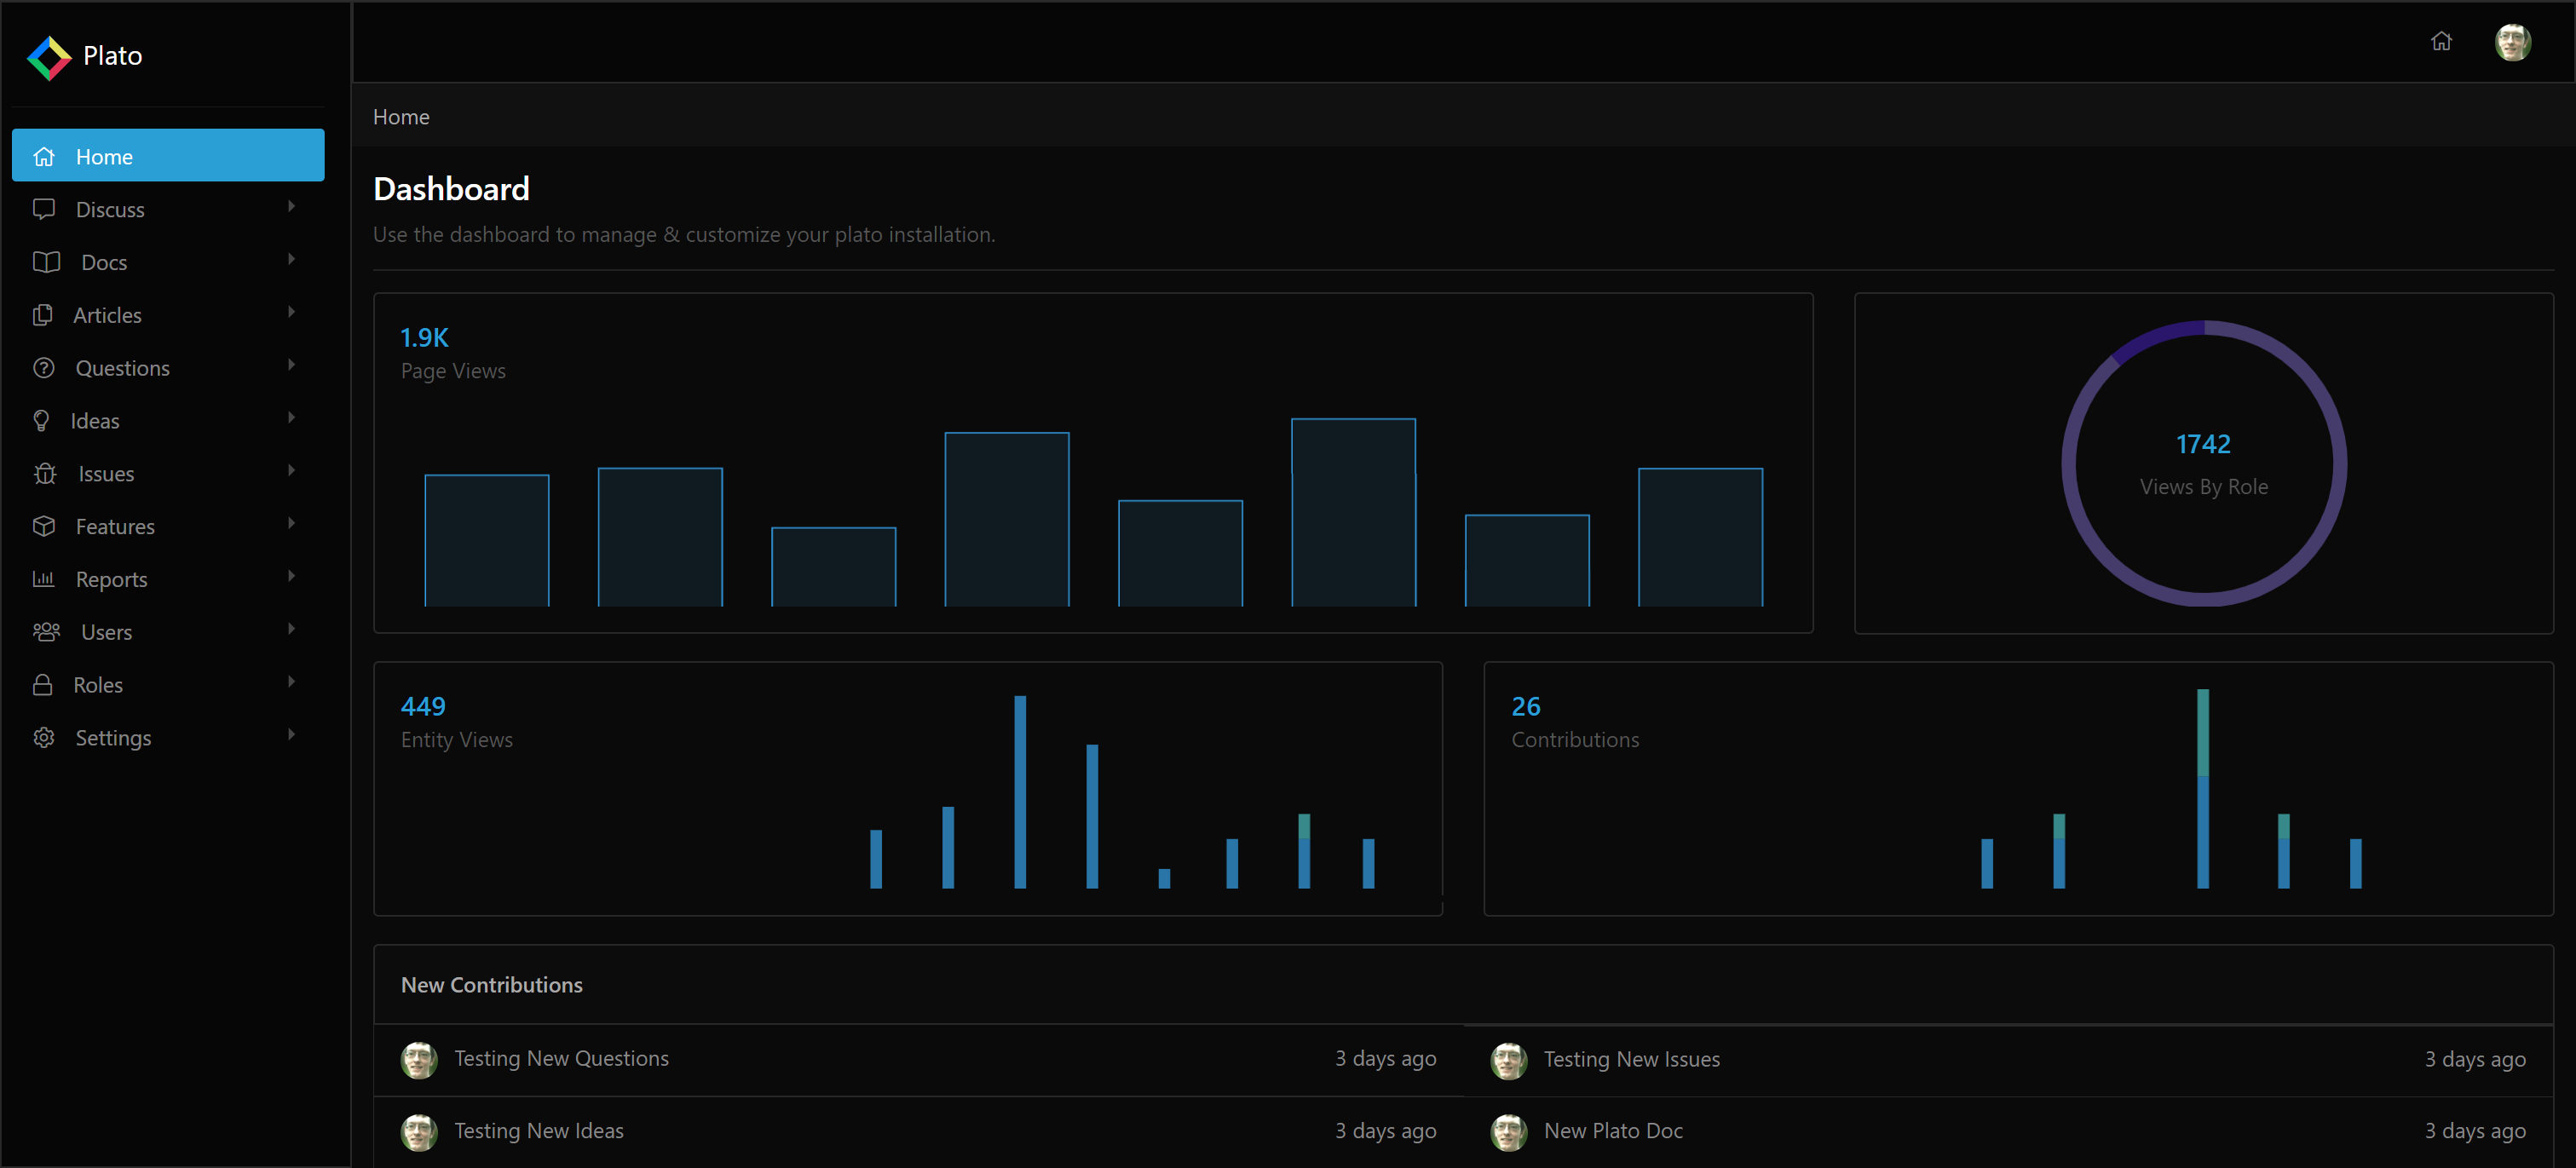 Plato
Home
Discuss
Docs
Articles
Questions
Ideas
Issues
Features
Reports
Users
Roles
Settings
Home
Dashboard
Use the dashboard to manage & customize your plato installation.
1.9K
Page Views
1742
Views By Role
449
Entity Views
26
Contributions
New Contributions
Testing New Questions 3 days ago
Testing New Issues 3 days ago
Testing New Ideas 3 days ago
New Plato Doc 3 days ago